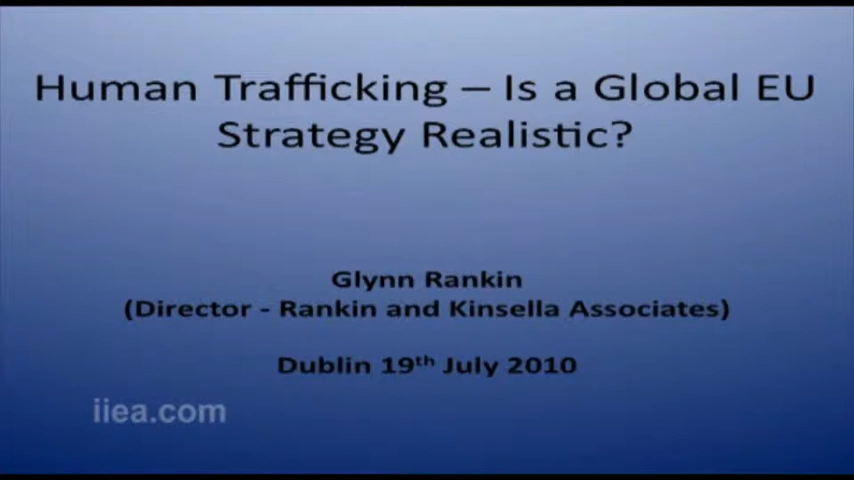 Human Trafficking – Is a Global EU
Strategy Realistic?
Glynn Rankin
(Director - Rankin and Kinsella Associates)
Dublin 19th July 2010
iiea.com